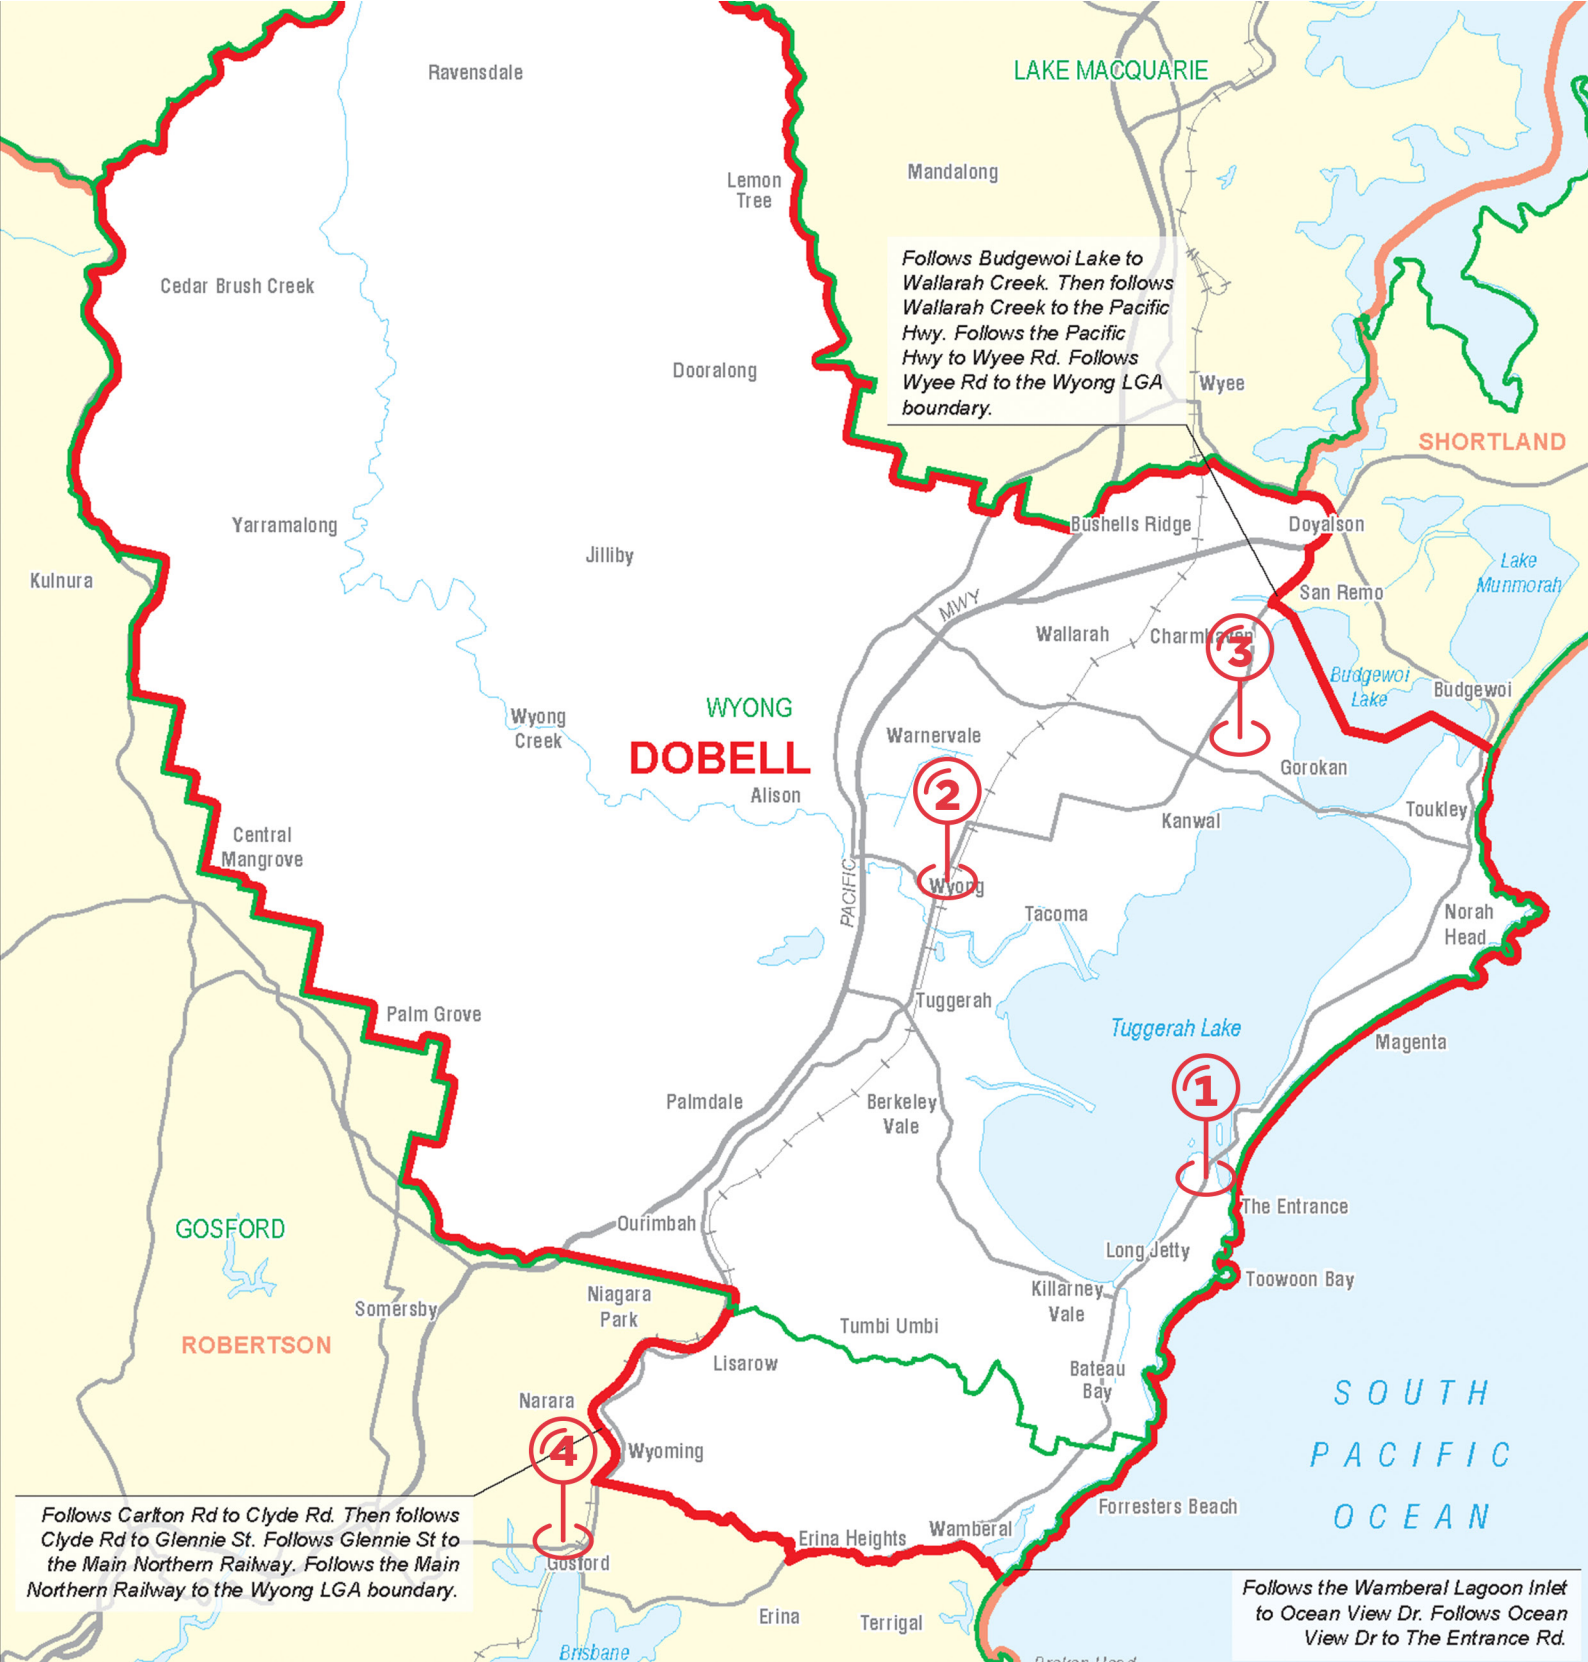 Ravensdale
LAKE MACQUARIE
Lemon
Tree
Mandalong
Cedar Brush Creek
Follows Budgewoi Lake to
Wallarah Creek. Then follows
Wallarah Creek to the Pacific
Hwy. Follows the Pacific
Hwy to Wyee Rd. Follows
Wyee Rd to the Wyong LGA
boundary.
Dooralong
Wyee
SHORTLAND
Yarramalong
Jilliby
Bushells Ridge
Doyalson
Kulnura
Lake
Munmorah
San Remo
MWY
Wallarah
Charmhaven
3
Budgewoi
Lake
Budgewoi
WYONG
Wyong
Creek
DOBELL
Warnervale
Gorokan
Alison
2
Toukley
Kanwal
Central
Mangrove
PACIFIC
Wyong
Tacoma
Norah
Head
Palm Grove
Tuggerah
Tuggerah Lake
Magenta
1
Palmdale
Berkeley
Vale
GOSFORD
Ourimbah
The Entrance
Long Jetty
Toowoon Bay
Niagara
Park
Somersby
Killarney
Vale
Tumbi Umbi
ROBERTSON
Lisarow
Bateau
Bay
SOUTH
PACIFIC
OCEAN
Narara
4
Wyoming
Forresters Beach
Follows Carlton Rd to Clyde Rd. Then follows
Clyde Rd to Glennie St. Follows Glennie St to
the Main Northern Railway. Follows the Main
Northern Railway to the Wyong LGA boundary.
Erina Heights
Wamberal
Gosford
Follows the Wamberal Lagoon Inlet
to Ocean View Dr. Follows Ocean
View Dr to The Entrance Rd.
Erina
Terrigal
Brisbane